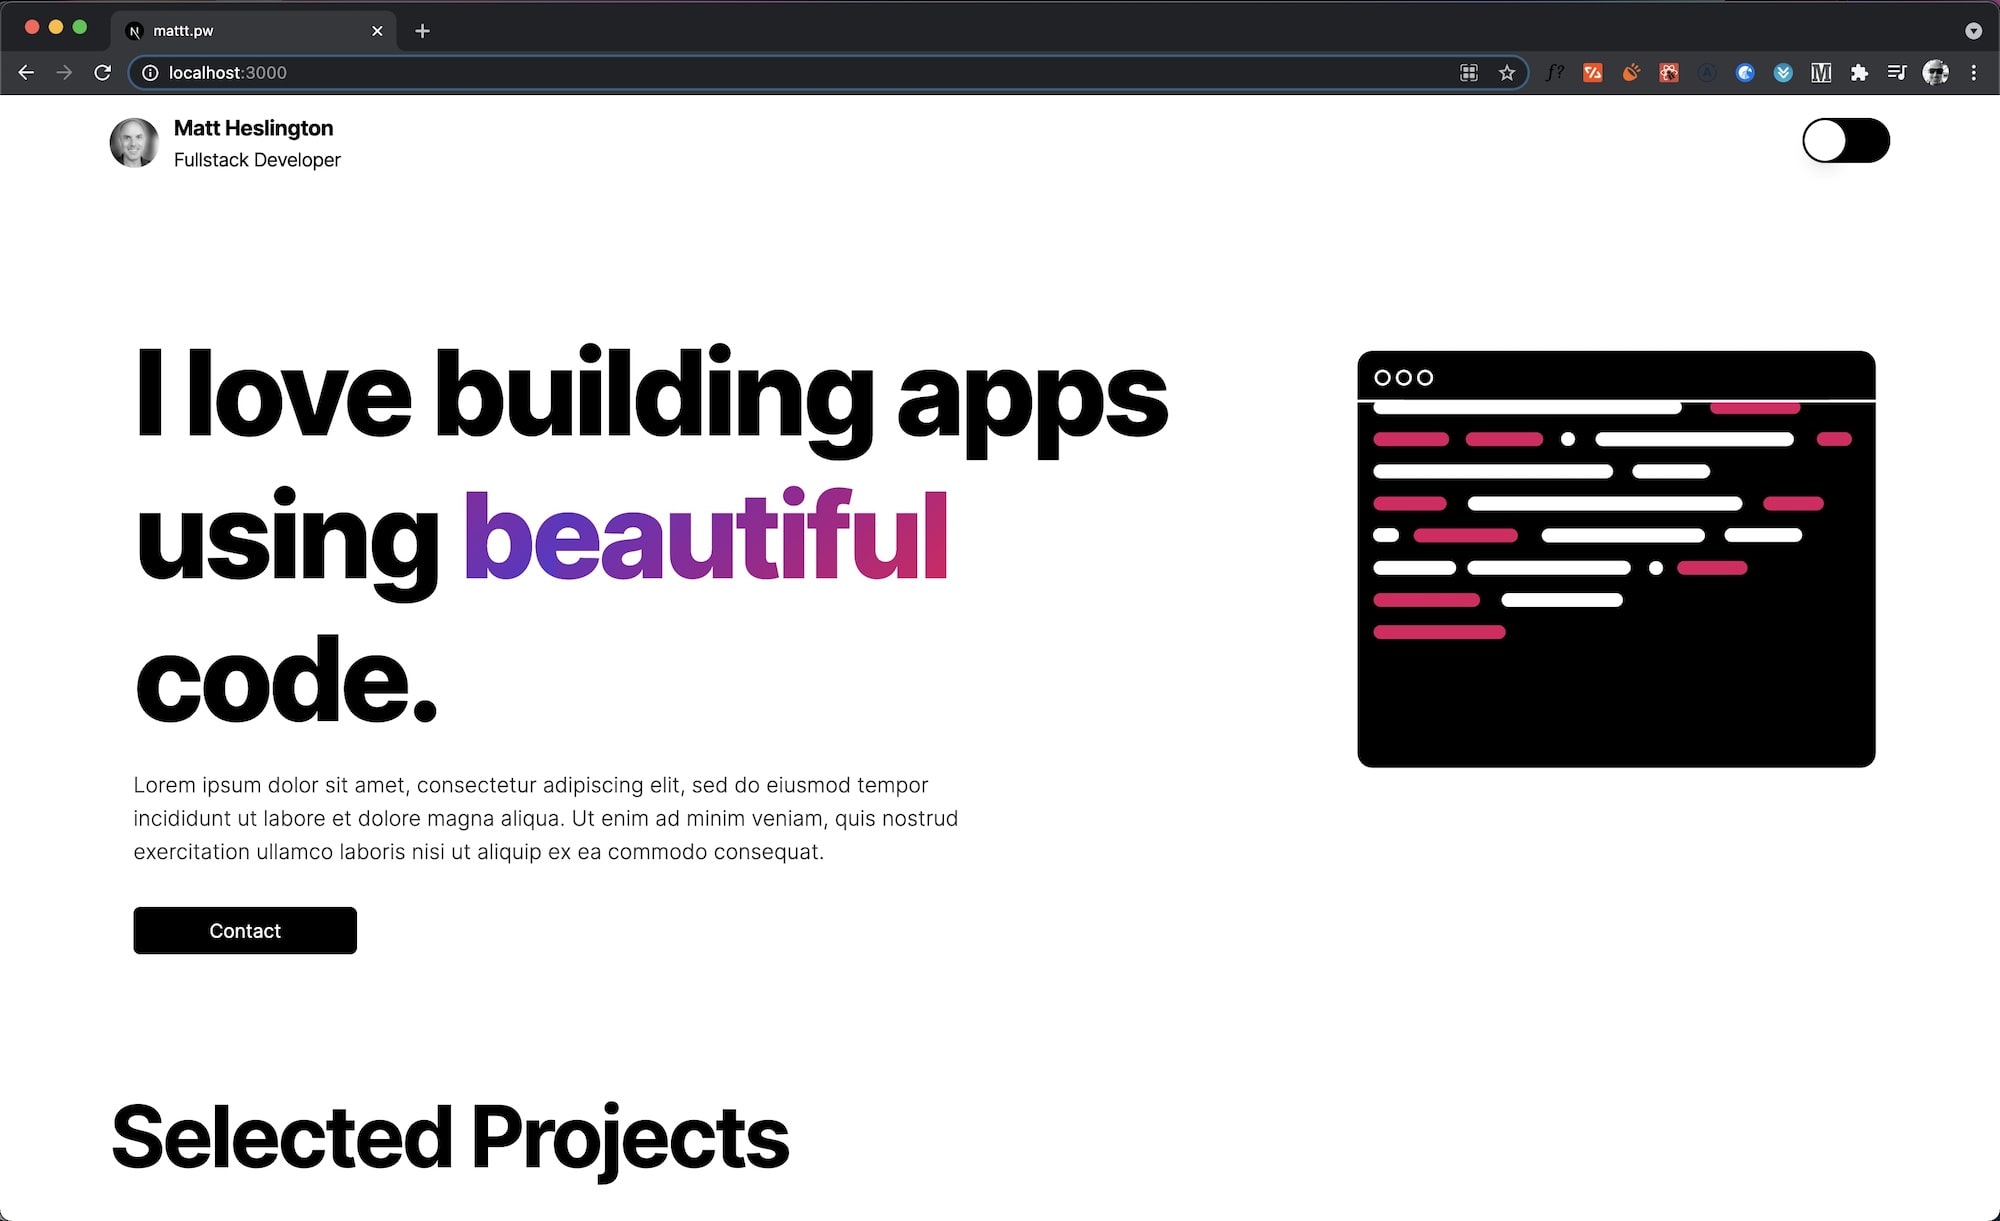 mattt.pw
localhost:3000
Matt Heslington
Fullstack Developer
I love building apps
using beautiful
code.
Lorem ipsum dolor sit amet, consectetur adipiscing elit, sed do eiusmod tempor
incididunt ut labore et dolore magna aliqua. Ut enim ad minim veniam, quis nostrud
exercitation ullamco laboris nisi ut aliquip ex ea commodo consequat.
Contact
Selected Projects